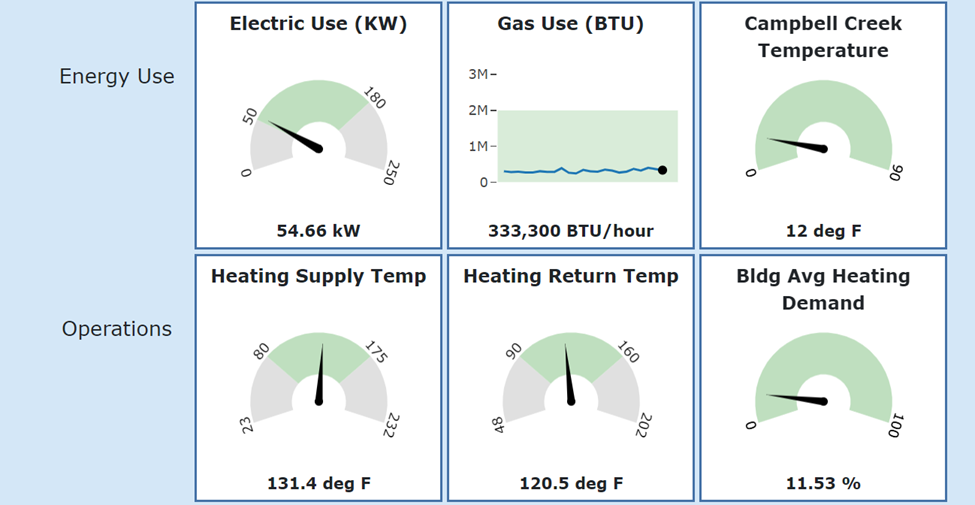 Energy Use
Electric Use (KW)
50
180
0
250
54.66 kW
Gas Use (BTU)
3M
2M
1M
0
333,300 BTU/hour
Campbell Creek
Temperature
0
90
12 deg F
Operations
Heating Supply Temp
80
175
23
232
131.4 deg F
Heating Return Temp
90
160
48
202
120.5 deg F
Bldg Avg Heating
Demand
0
100
11.53 %